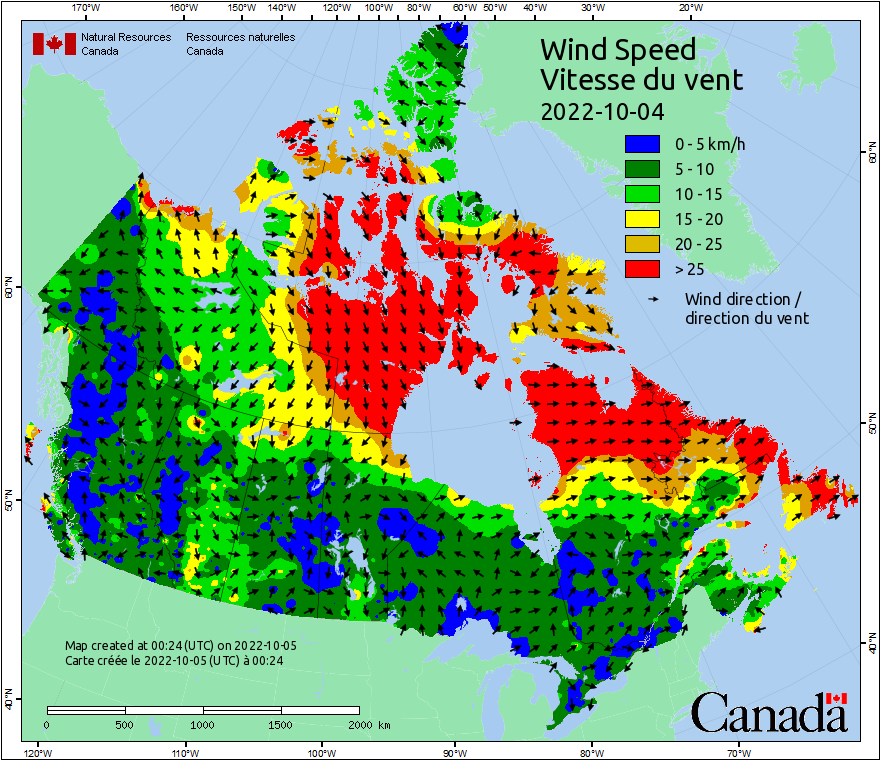 170°W 160°W 150°W 140°W 120°W 100°W 80°W 60°W 50°W 40°W 30°W 20°W
Natural Resources Canada
Ressources naturelles Canada
Wind Speed
Vitesse du vent
2022-10-04
0 - 5 km/h
5 - 10
10 - 15
15 - 20
20 - 25
> 25
Wind direction /
direction du vent
60°N
50°N
40°N
60°N
50°N
40°N
Map created at 00:24 (UTC) on 2022-10-05
Carte créée le 2022-10-05 (UTC) à 00:24
0 500 1000 1500 2000 km
Canada
120°W 110°W 100°W 90°W 80°W 70°W